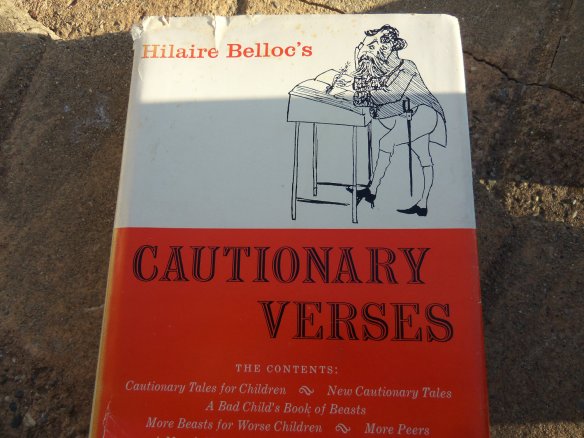 Hilaire Belloc's
CAUTIONARY
VERSES
THE CONTENTS:
Cautionary Tales for Children ~ New Cautionary Tales
A Bad Child's Book of Beasts
More Beasts for Worse Children ~ More Peers